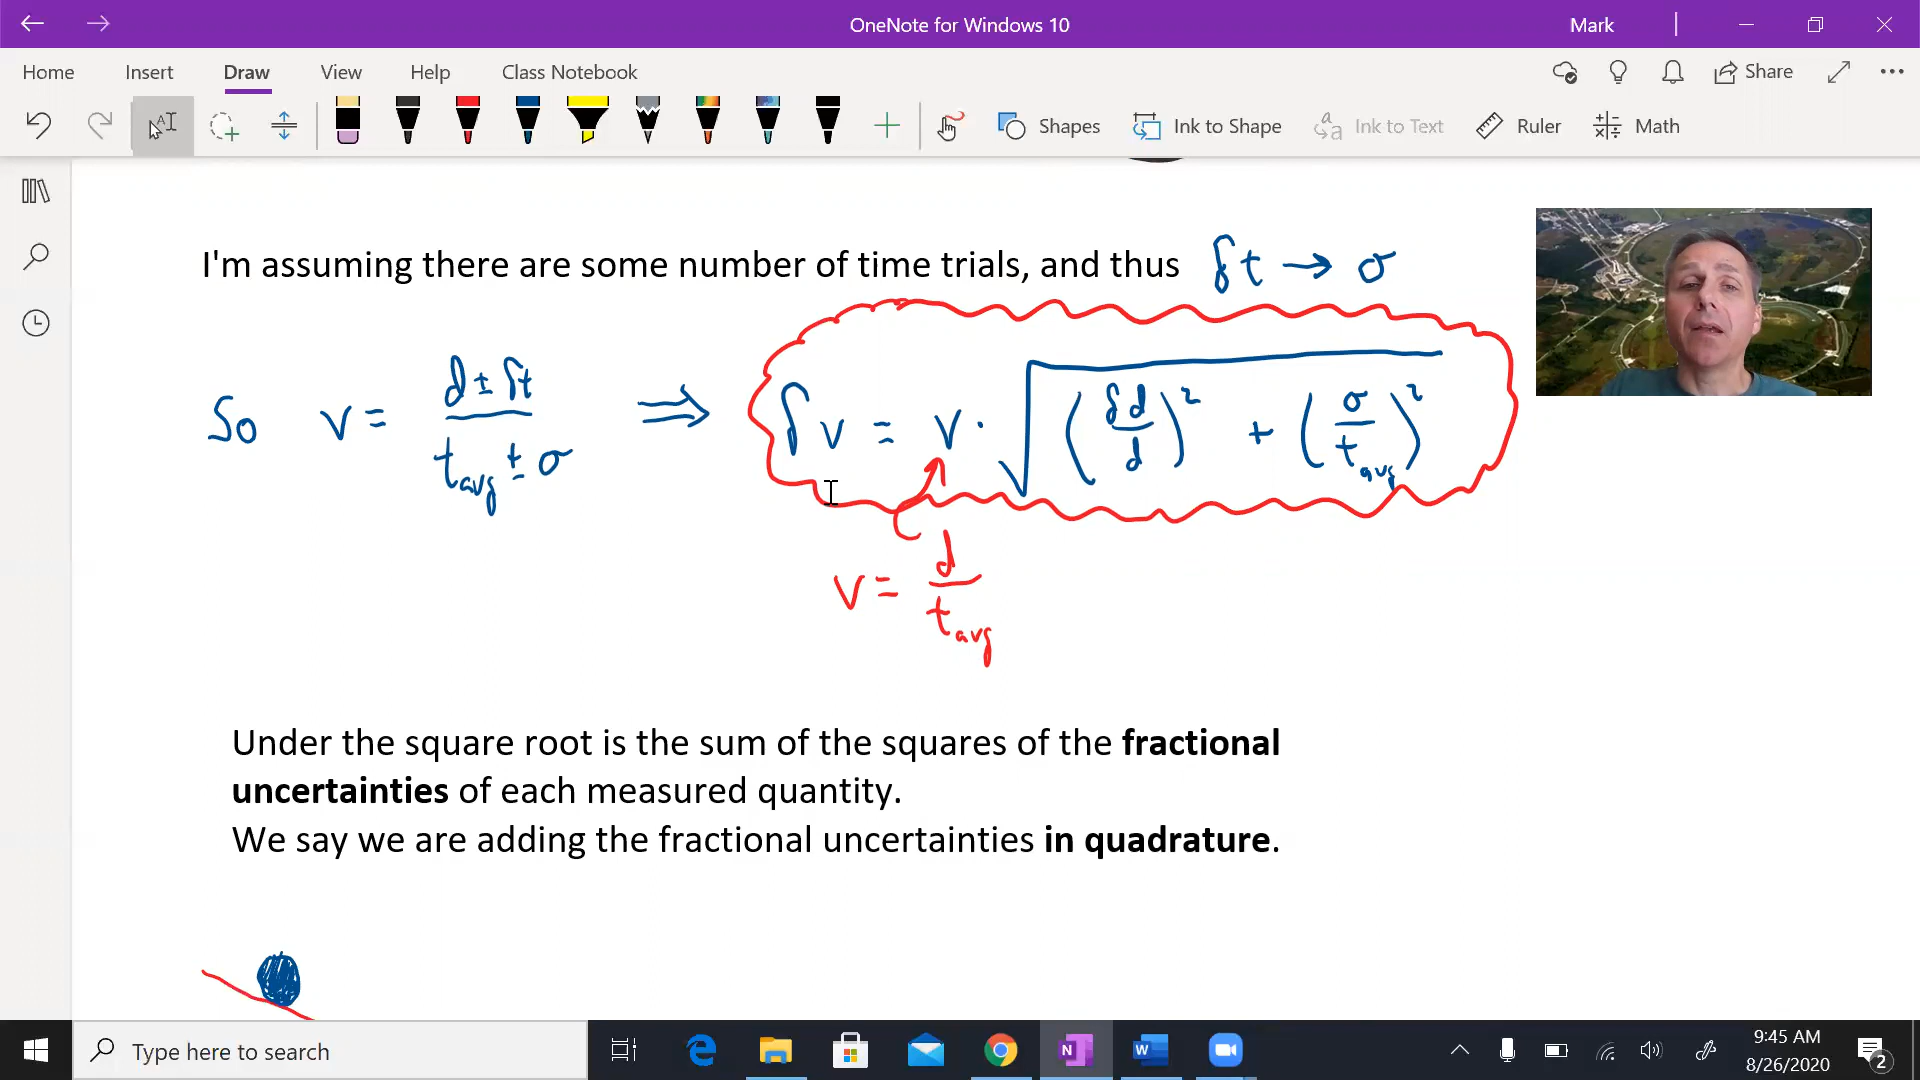 OneNote for Windows 10
Mark
Home Insert Draw View Help Class Notebook
Share
Shapes Ink to Shape Ink to Text Ruler Math
I'm assuming there are some number of time trials, and thus δt → σ
So v = (d ± δt)/(t_avg ± σ) ⇒ δv = v · √((δd/d)² + (σ/t_avg)²)
v = d/t_avg
Under the square root is the sum of the squares of the fractional
uncertainties of each measured quantity.
We say we are adding the fractional uncertainties in quadrature.
Type here to search
9:45 AM
8/26/2020
2